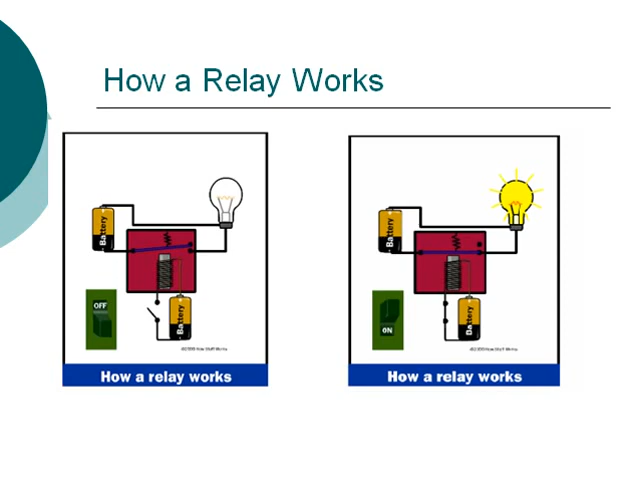 How a Relay Works
Battery
OFF
Battery
How a relay works
Battery
ON
Battery
How a relay works